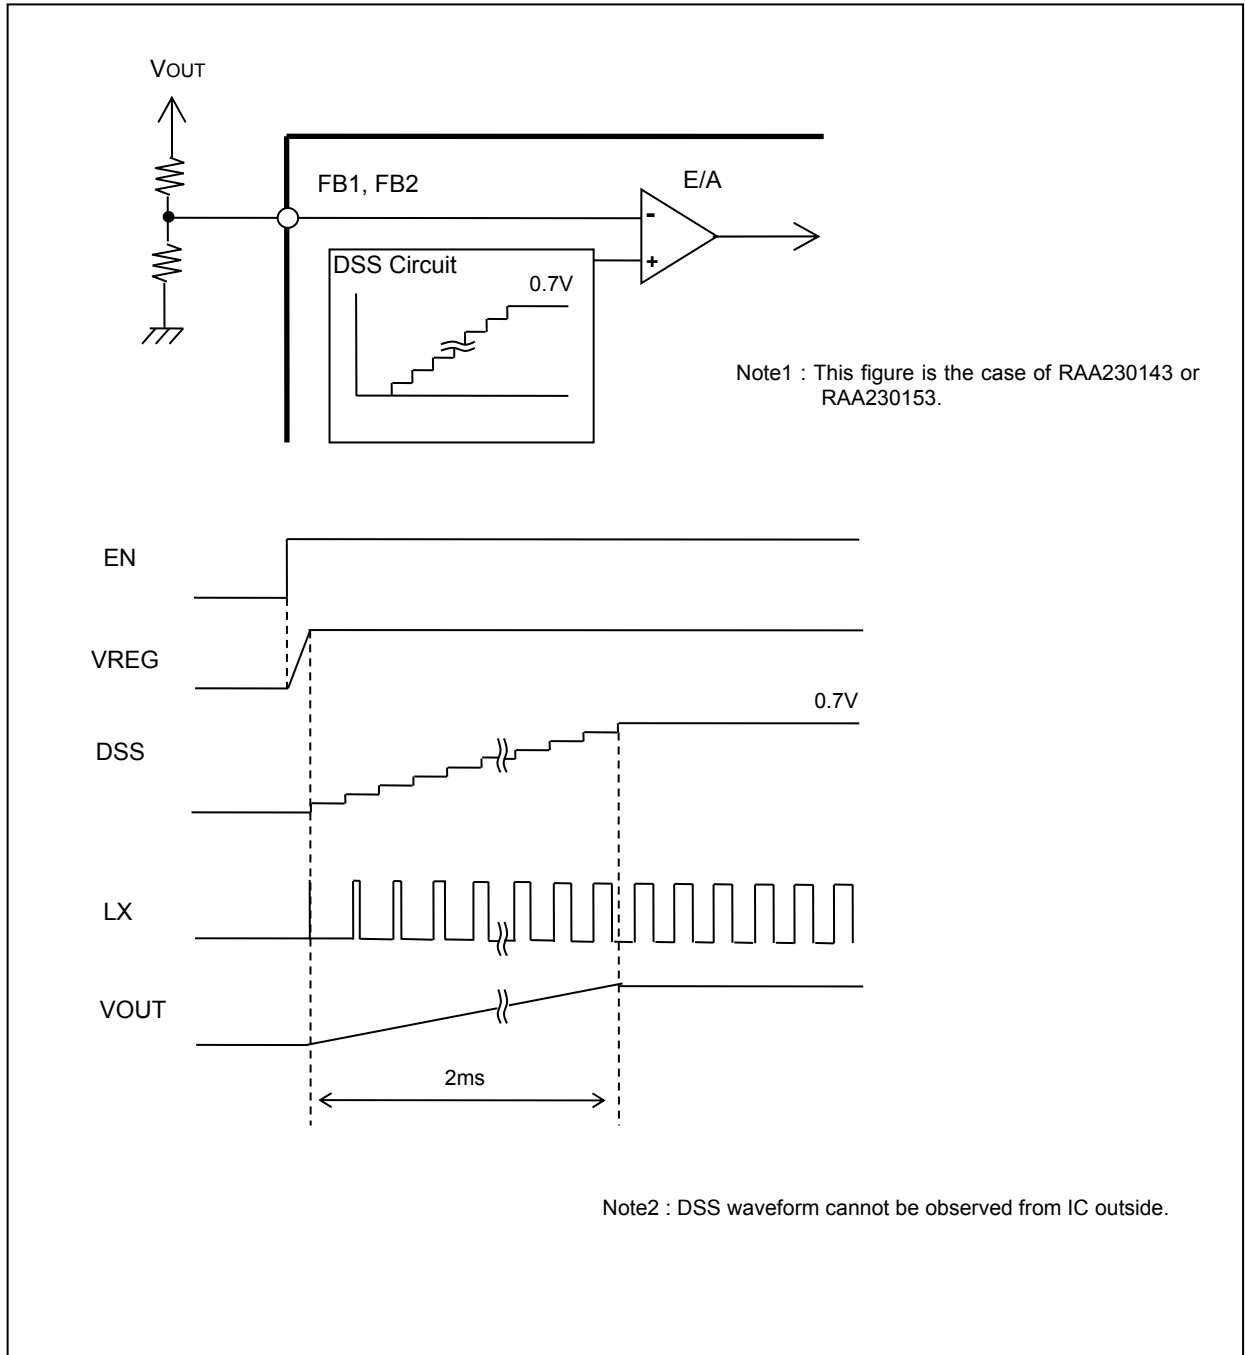 VOUT
FB1, FB2
E/A
-
+
DSS Circuit
0.7V
Note1 : This figure is the case of RAA230143 or
RAA230153.
EN
VREG
0.7V
DSS
LX
VOUT
2ms
Note2 : DSS waveform cannot be observed from IC outside.